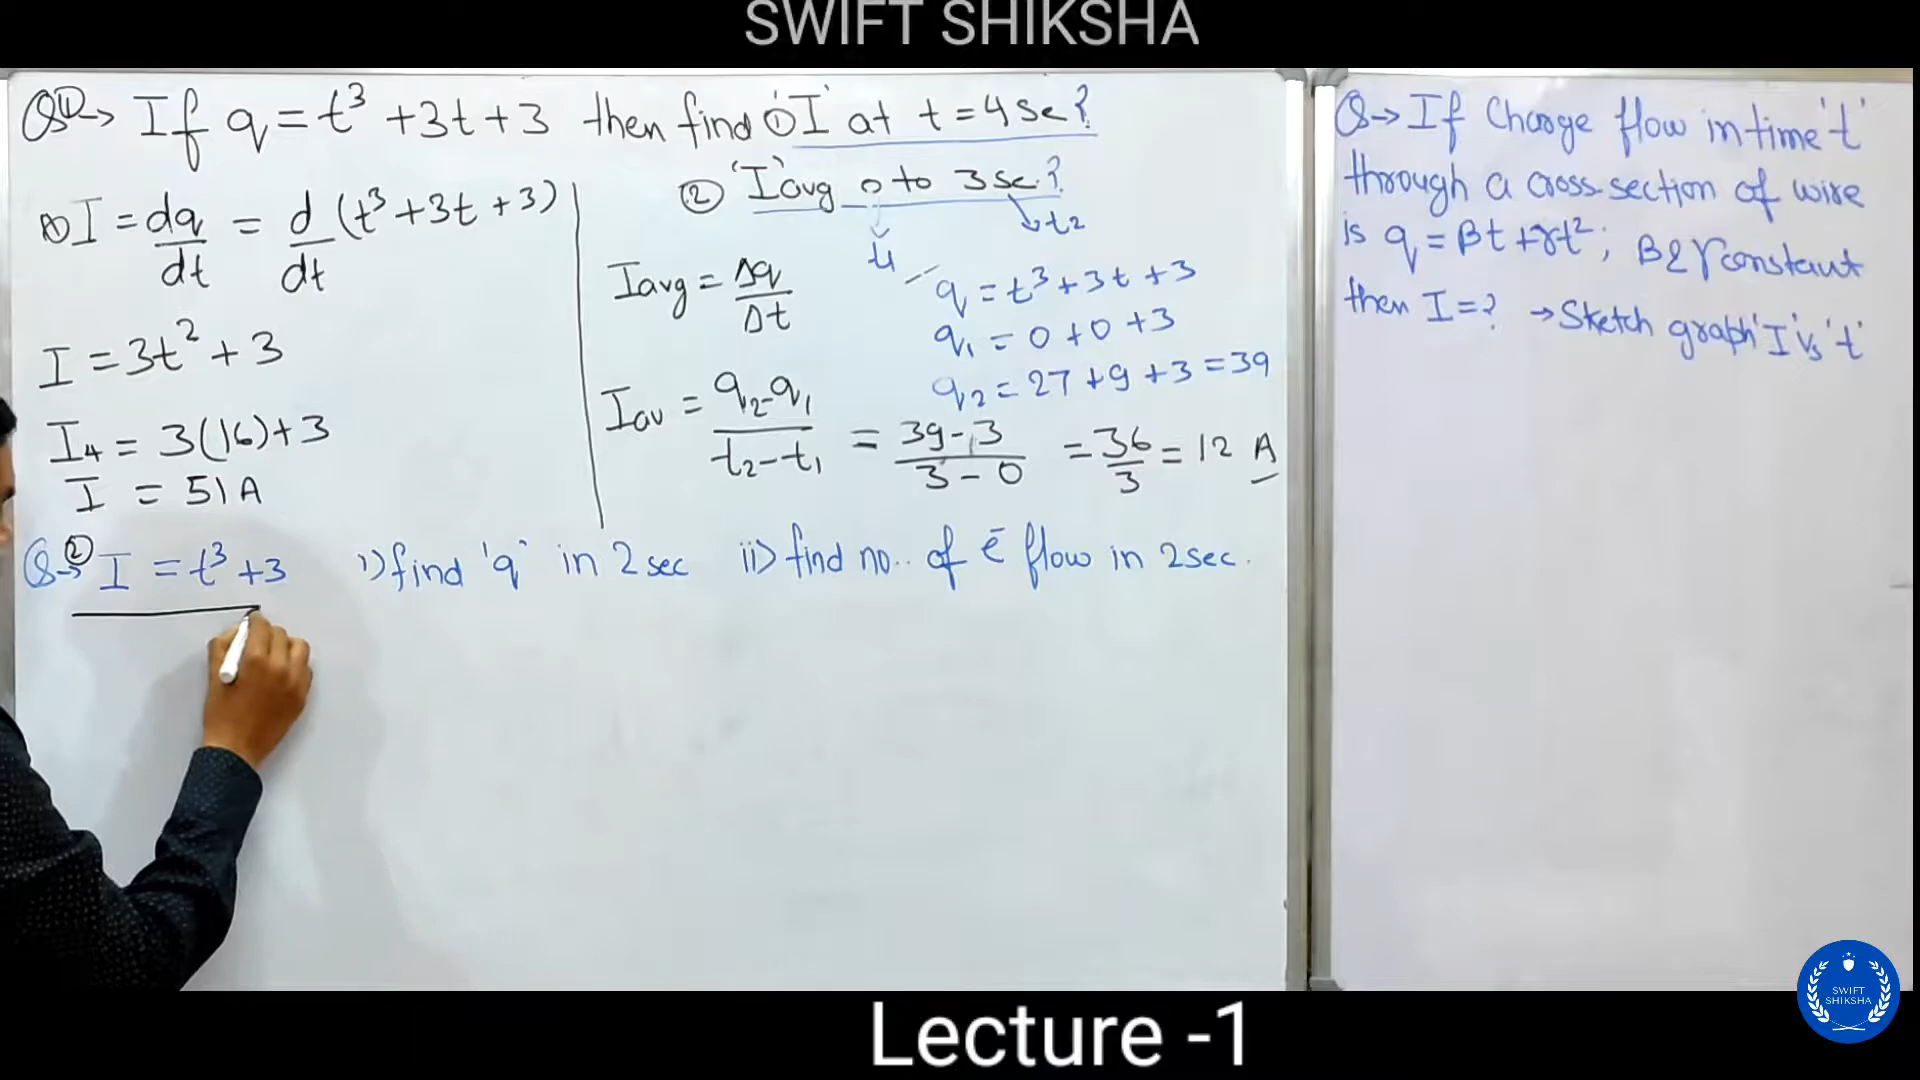 SWIFT SHIKSHA
Q① → If q = t³ + 3t + 3 then find ① 'I' at t = 4 sec?
② 'I'avg 0 to 3 sec?
t₁
t₂
① I = dq/dt = d/dt (t³ + 3t + 3)
I = 3t² + 3
I₄ = 3(16) + 3
I = 51 A
Iavg = Δq/Δt
q = t³ + 3t + 3
q₁ = 0 + 0 + 3
q₂ = 27 + 9 + 3 = 39
Iav = q₂-q₁/t₂-t₁ = 39-3/3-0 = 36/3 = 12 A
Q② → I = t³ + 3 i) find 'q' in 2 sec ii) find no. of e⁻ flow in 2 sec.
Q → If Charge flow in time 't'
through a cross section of wire
is q = βt + γt²; β & γ constant
then I = ? → Sketch graph 'I' vs 't'
SWIFT
SHIKSHA
Lecture -1